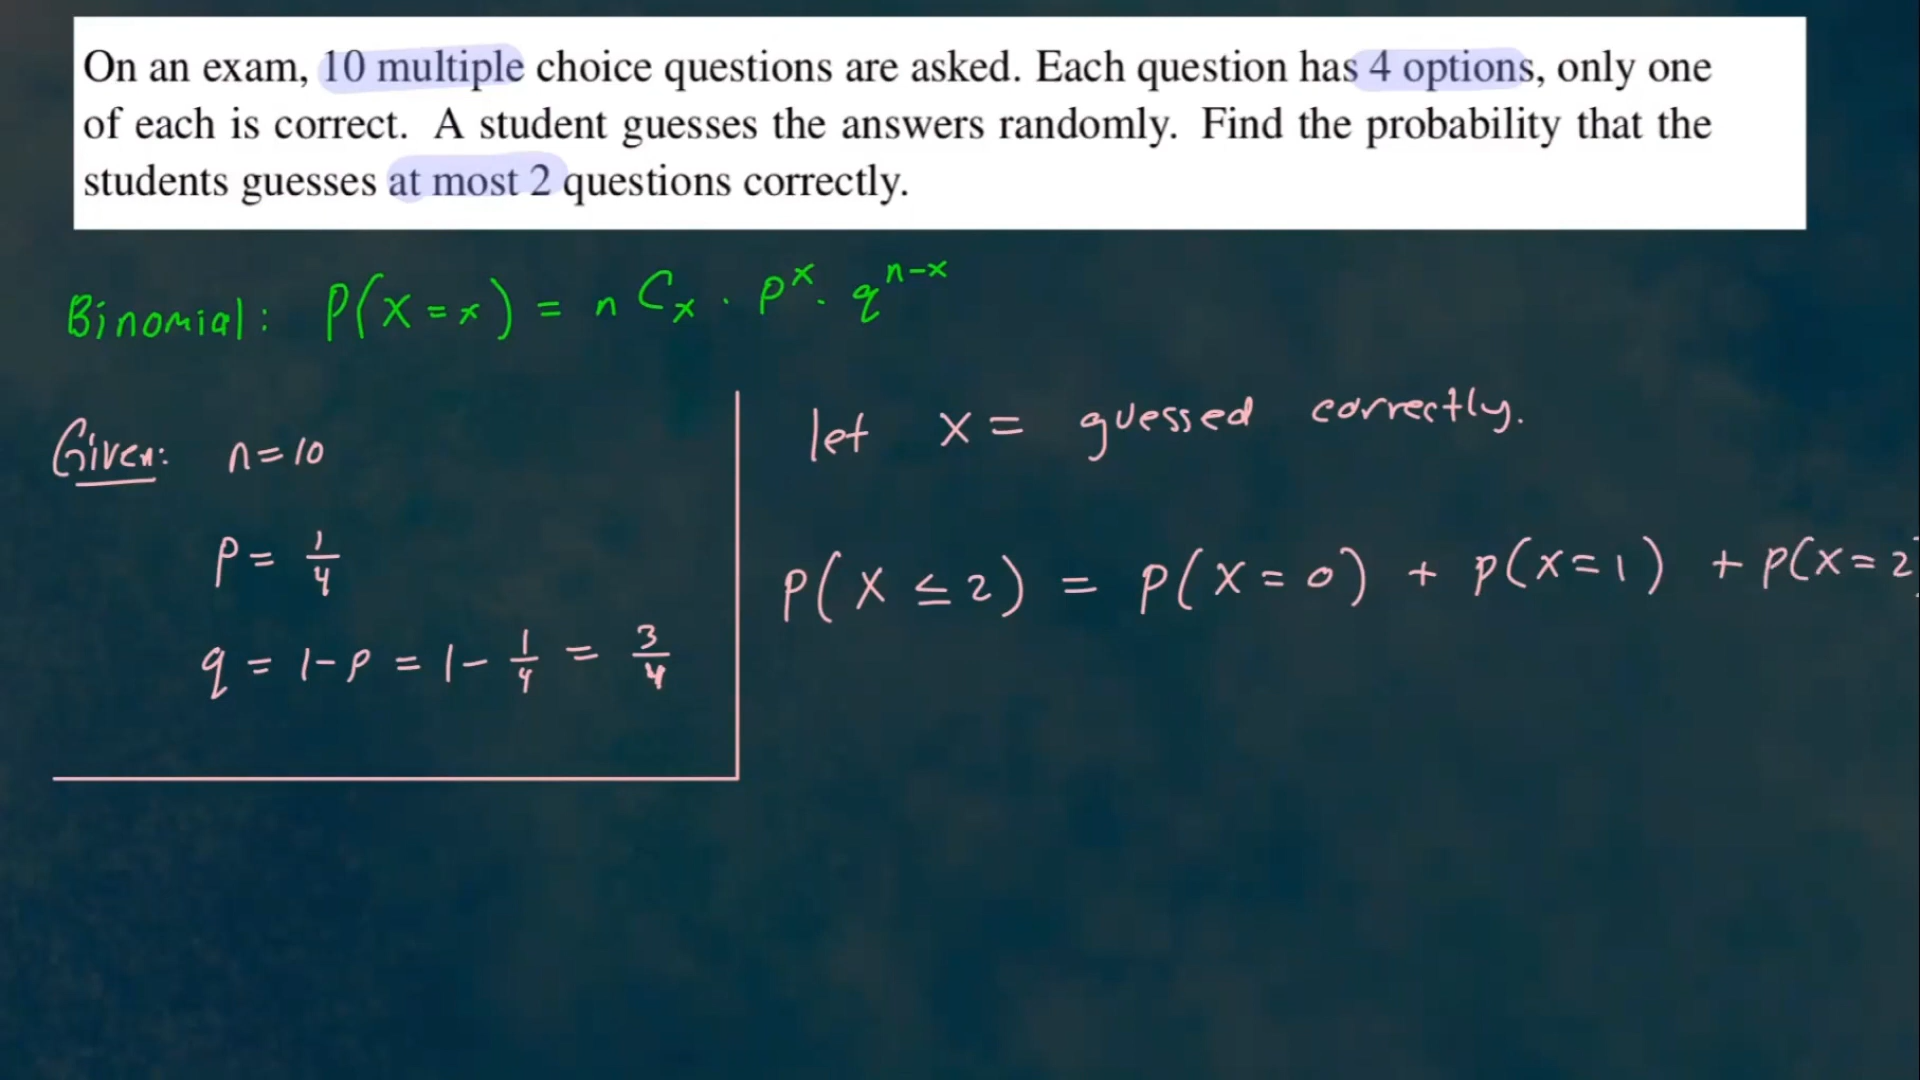 On an exam, 10 multiple choice questions are asked. Each question has 4 options, only one
of each is correct. A student guesses the answers randomly. Find the probability that the
students guesses at most 2 questions correctly.
Binomial: P(X=x) = nCx · p^x · q^n-x
Given: n=10
p = 1/4
q = 1-p = 1 - 1/4 = 3/4
let x = guessed correctly.
P(X ≤ 2) = P(X=0) + P(X=1) + P(X=2)